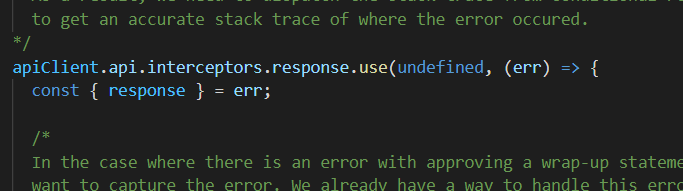 to get an accurate stack trace of where the error occured.
*/
apiClient.api.interceptors.response.use(undefined, (err) => {
const { response } = err;
/*
In the case where there is an error with approving a wrap-up stateme
want to capture the error. We already have a way to handle this erro